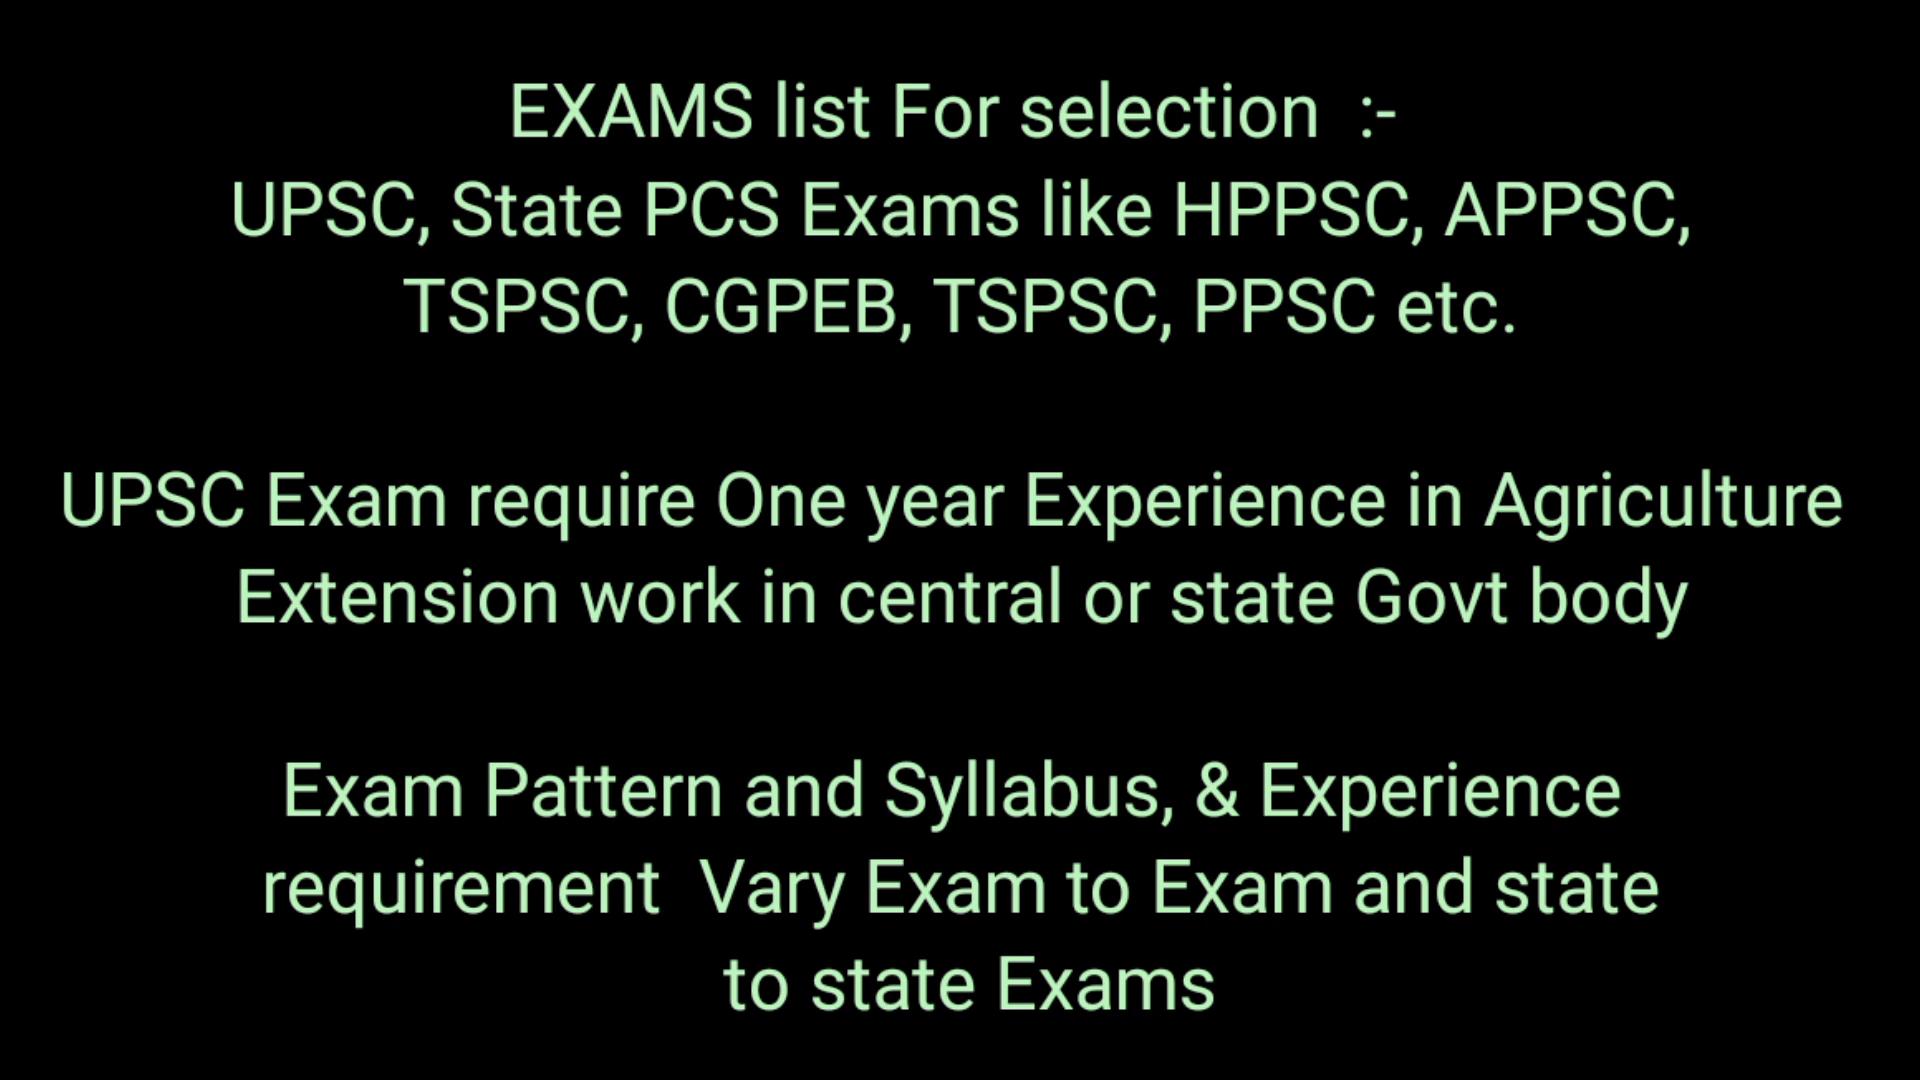 EXAMS list For selection  :-
UPSC, State PCS Exams like HPPSC, APPSC,
TSPSC, CGPEB, TSPSC, PPSC etc.
UPSC Exam require One year Experience in Agriculture
Extension work in central or state Govt body
Exam Pattern and Syllabus, & Experience
requirement  Vary Exam to Exam and state
to state Exams